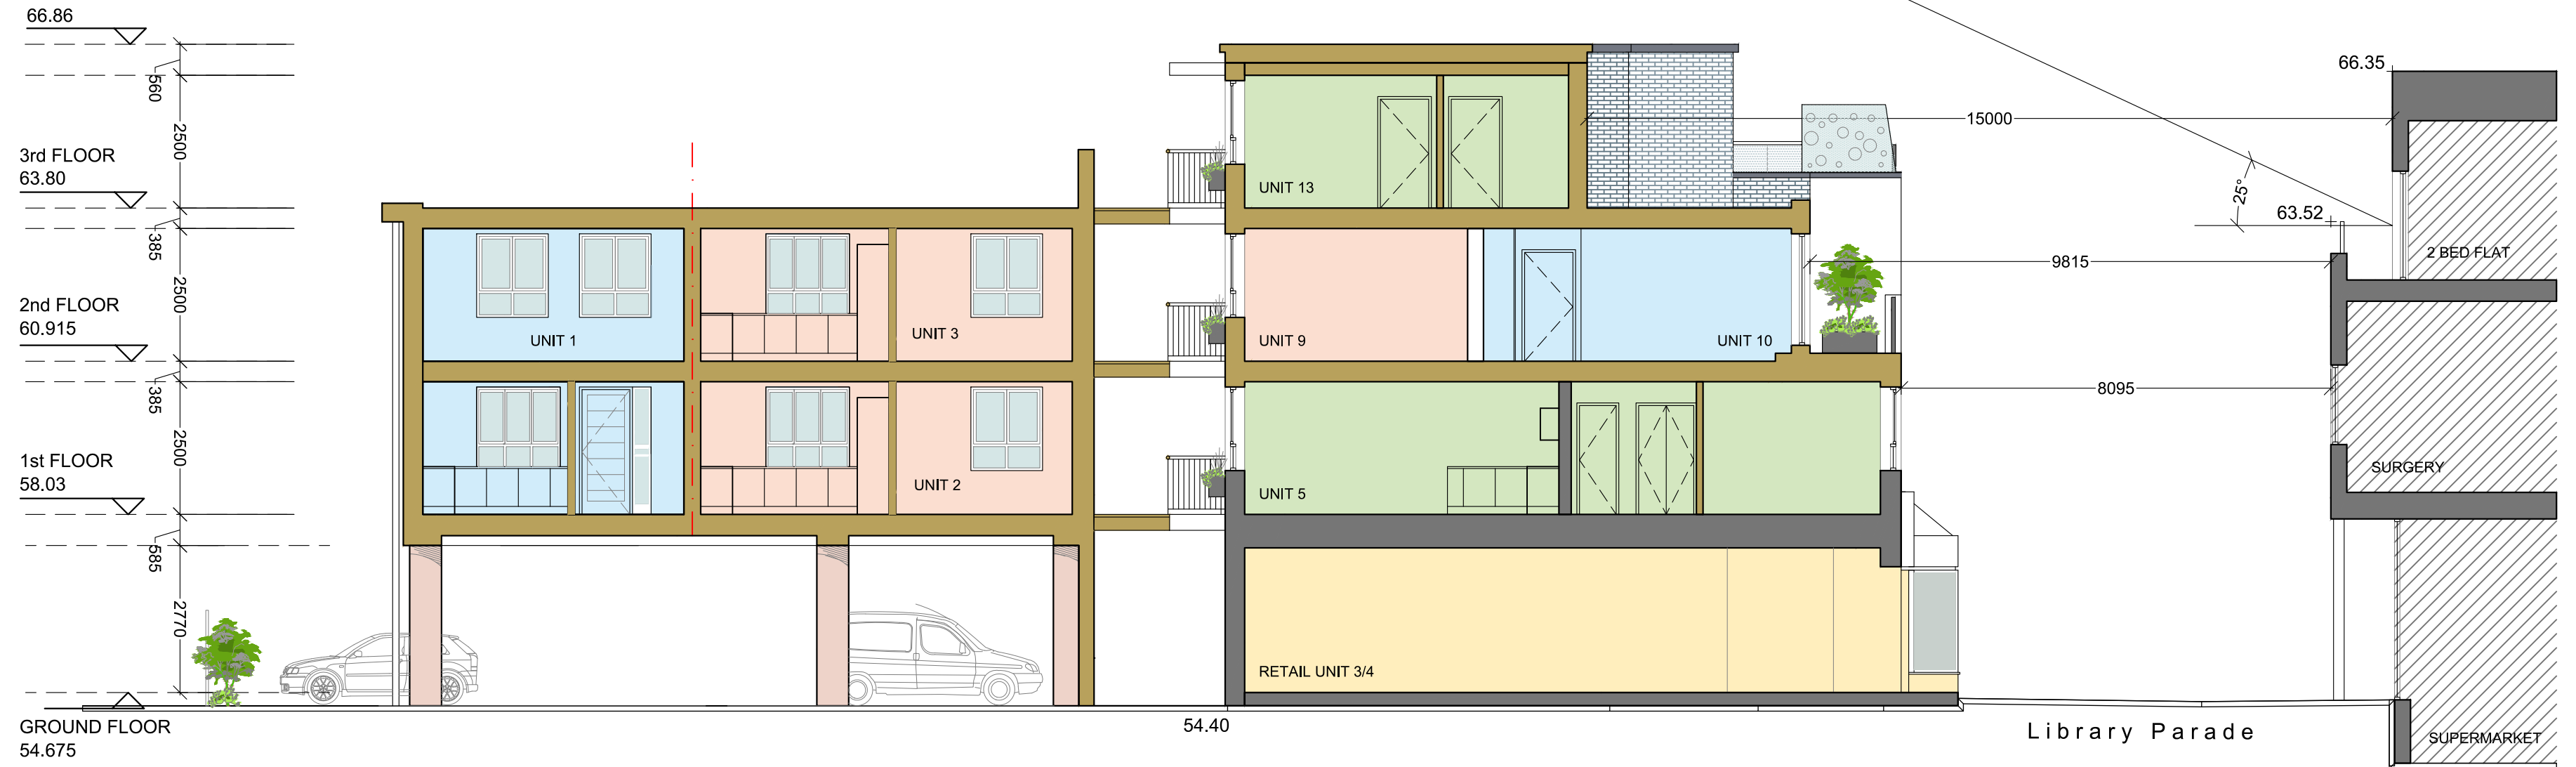 66.86
560
2500
3rd FLOOR
63.80
385
2500
2nd FLOOR
60.915
385
2500
1st FLOOR
58.03
585
2770
GROUND FLOOR
54.675
UNIT 1
UNIT 3
UNIT 2
UNIT 13
UNIT 9
UNIT 10
UNIT 5
RETAIL UNIT 3/4
54.40
15000
9815
8095
25°
66.35
63.52
2 BED FLAT
SURGERY
SUPERMARKET
Library Parade